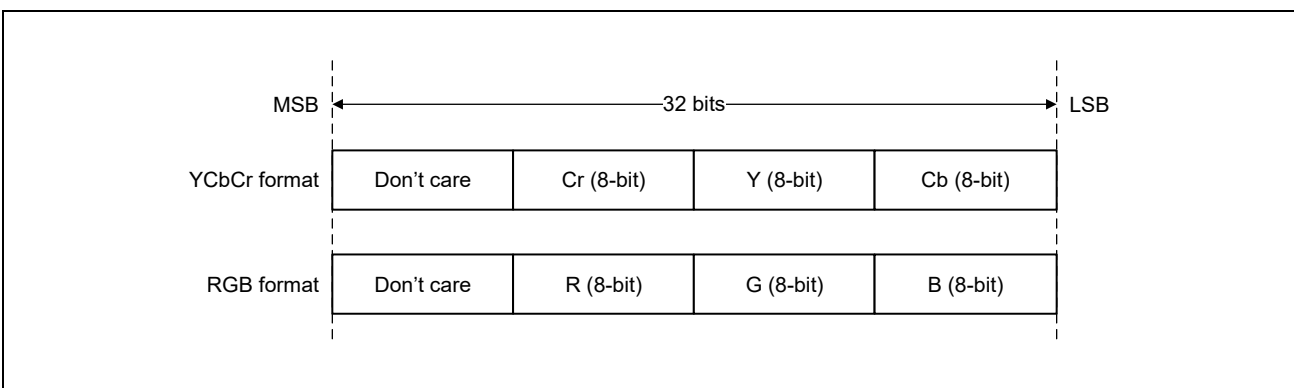 MSB 32 bits LSB
YCbCr format Don’t care Cr (8-bit) Y (8-bit) Cb (8-bit)
RGB format Don’t care R (8-bit) G (8-bit) B (8-bit)